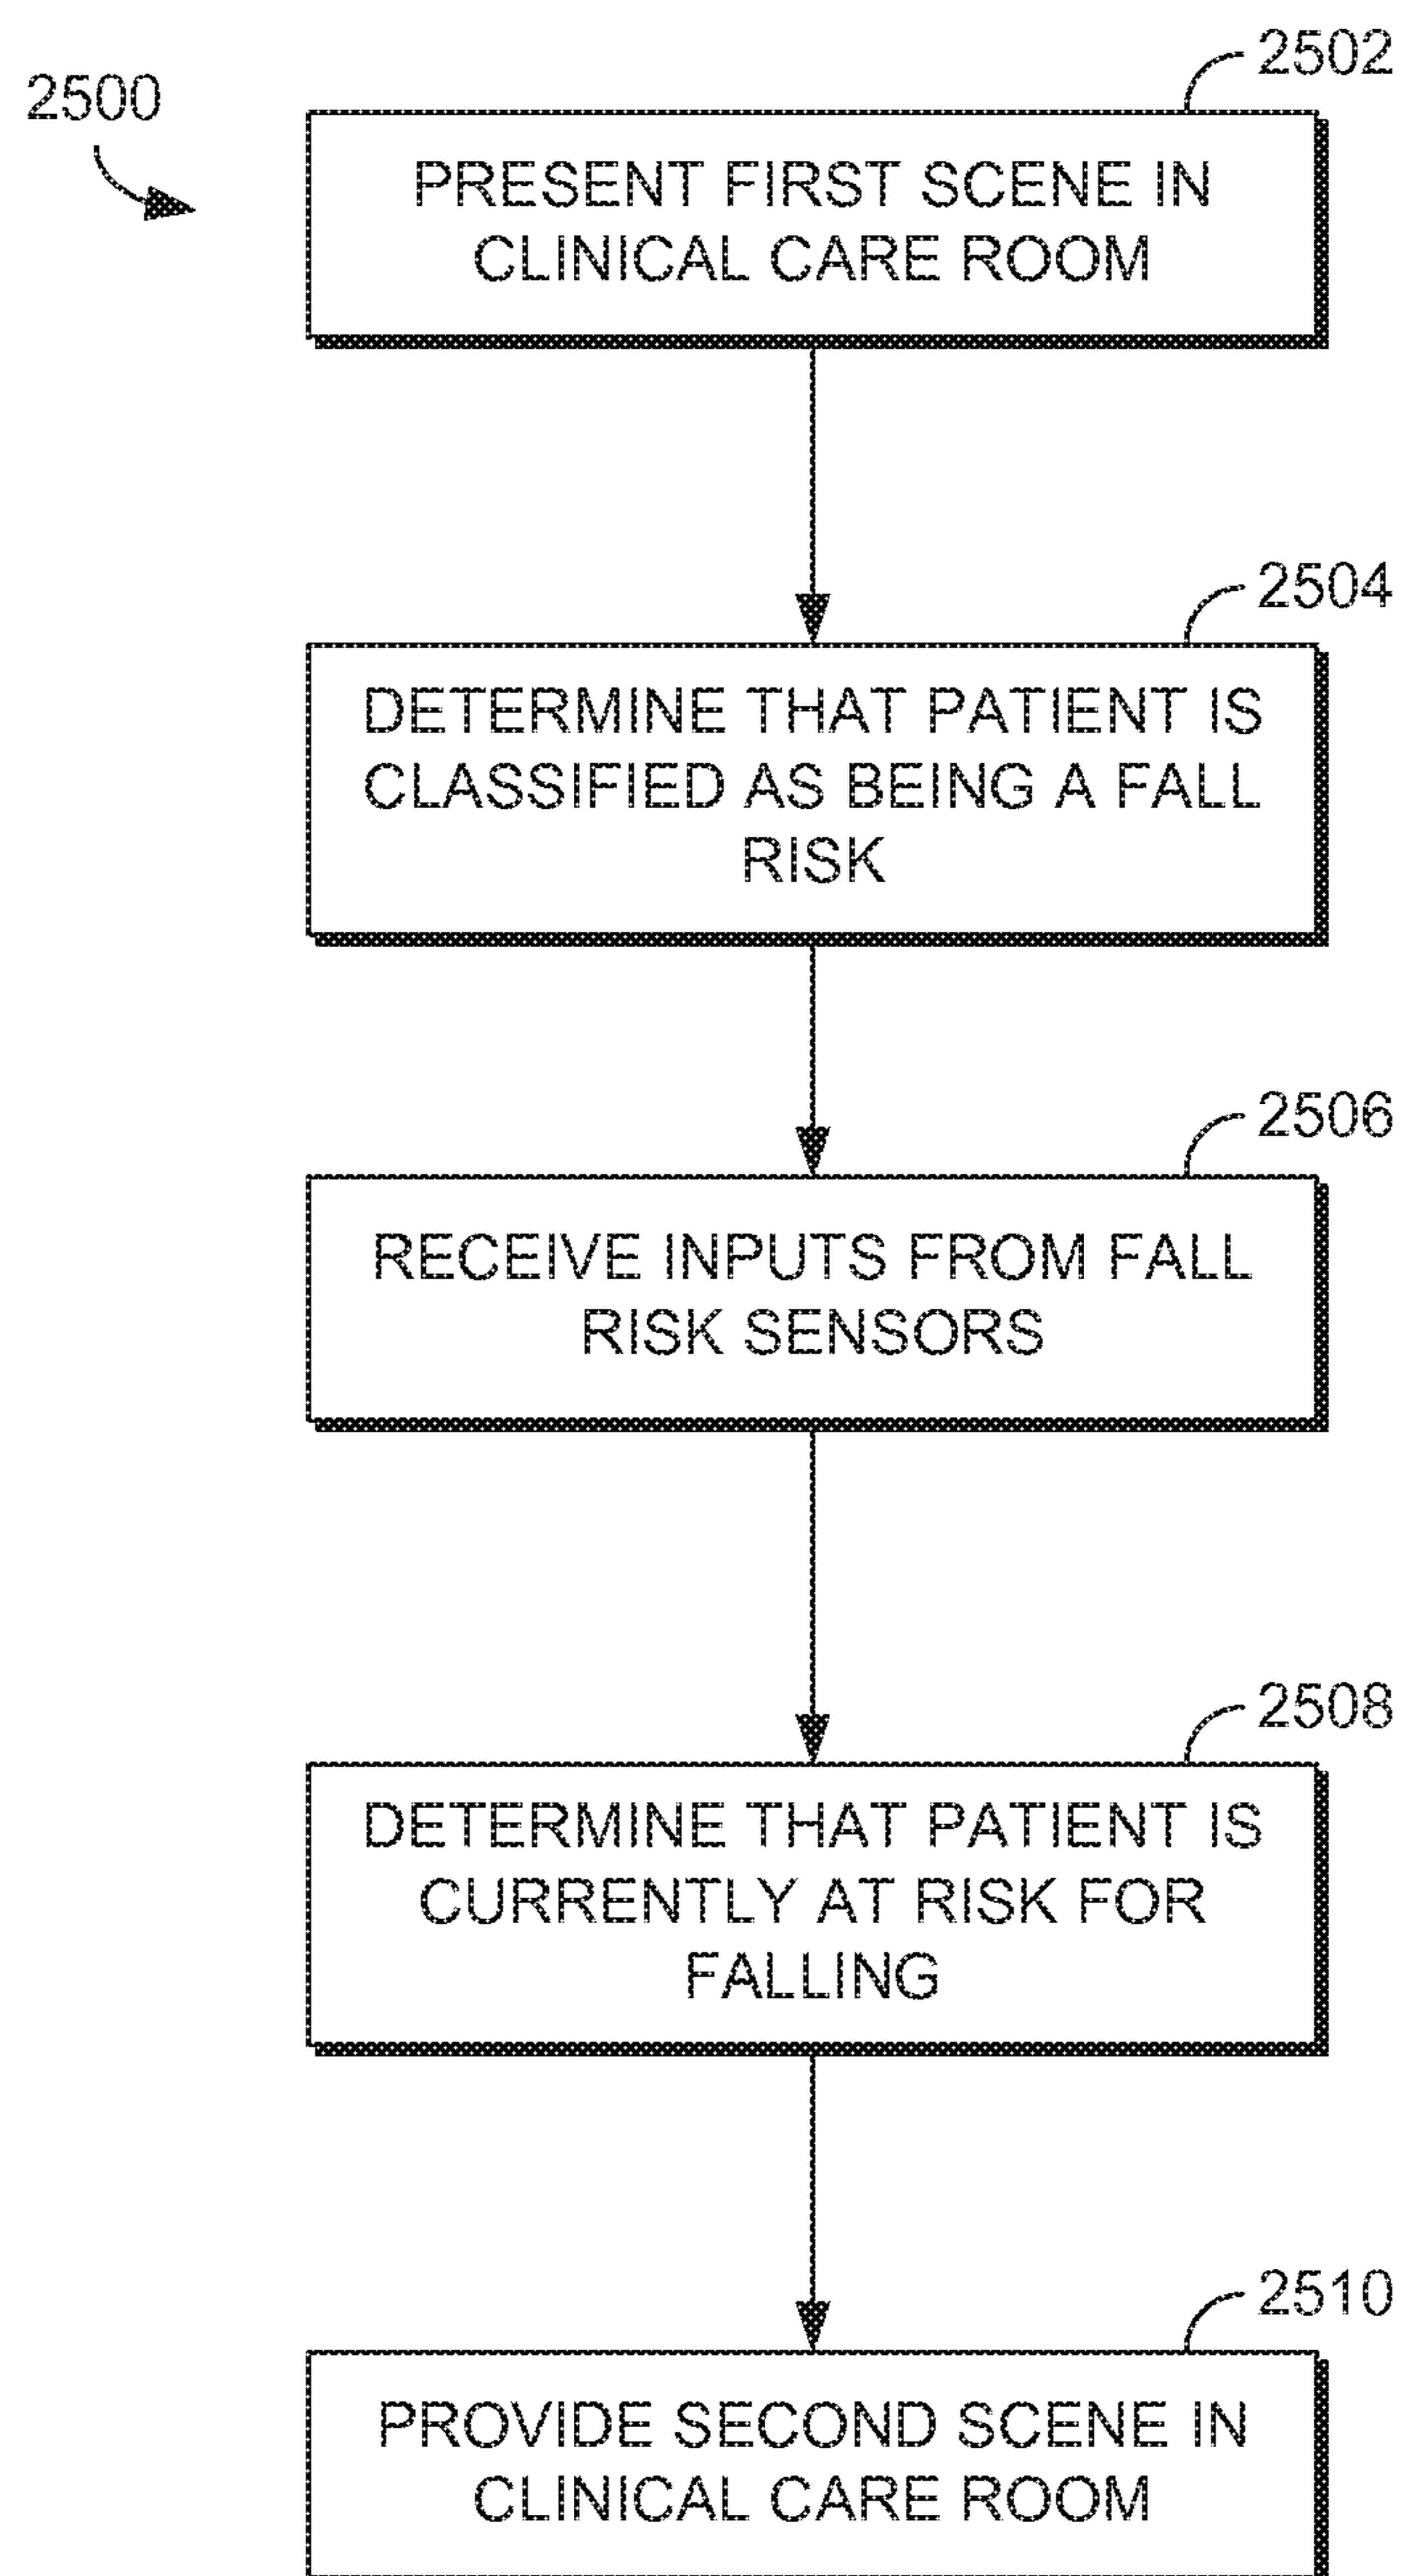 2500
2502
PRESENT FIRST SCENE IN
CLINICAL CARE ROOM
2504
DETERMINE THAT PATIENT IS
CLASSIFIED AS BEING A FALL
RISK
2506
RECEIVE INPUTS FROM FALL
RISK SENSORS
2508
DETERMINE THAT PATIENT IS
CURRENTLY AT RISK FOR
FALLING
2510
PROVIDE SECOND SCENE IN
CLINICAL CARE ROOM